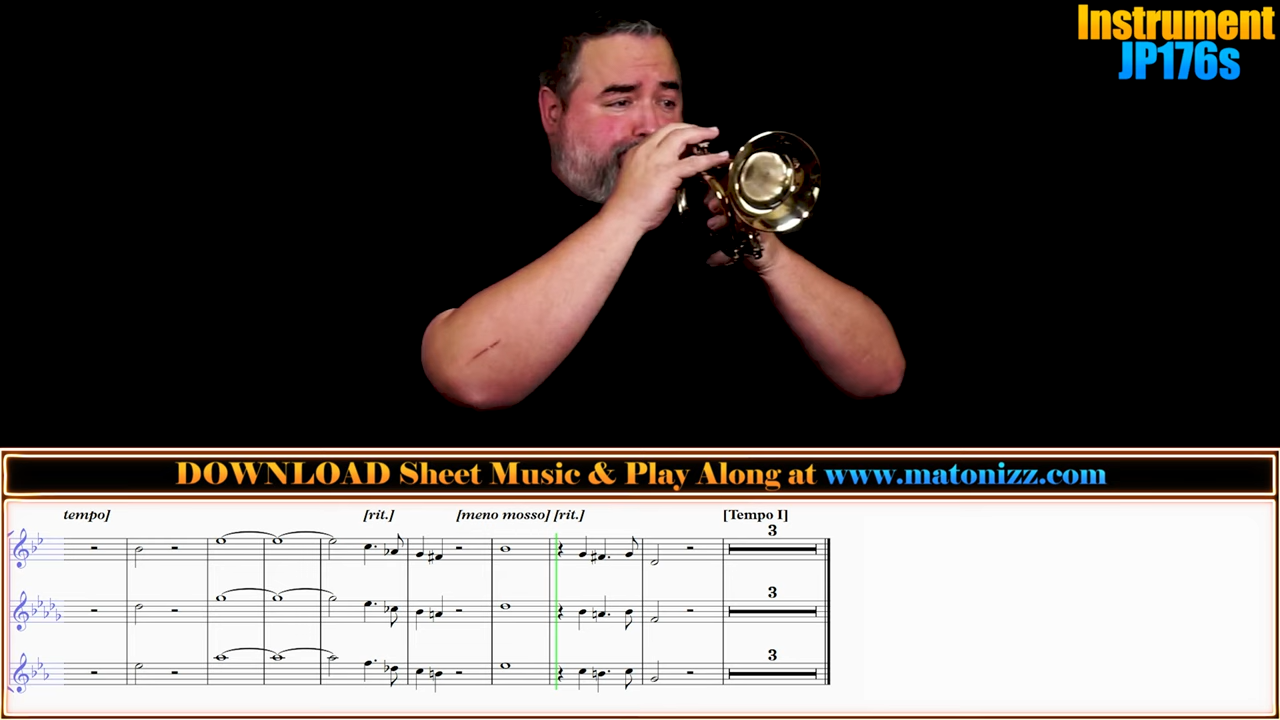 Instrument
JP176s
DOWNLOAD Sheet Music & Play Along at www.matonizz.com
tempo] [rit.] [meno mosso] [rit.] [Tempo I]
3
3
3